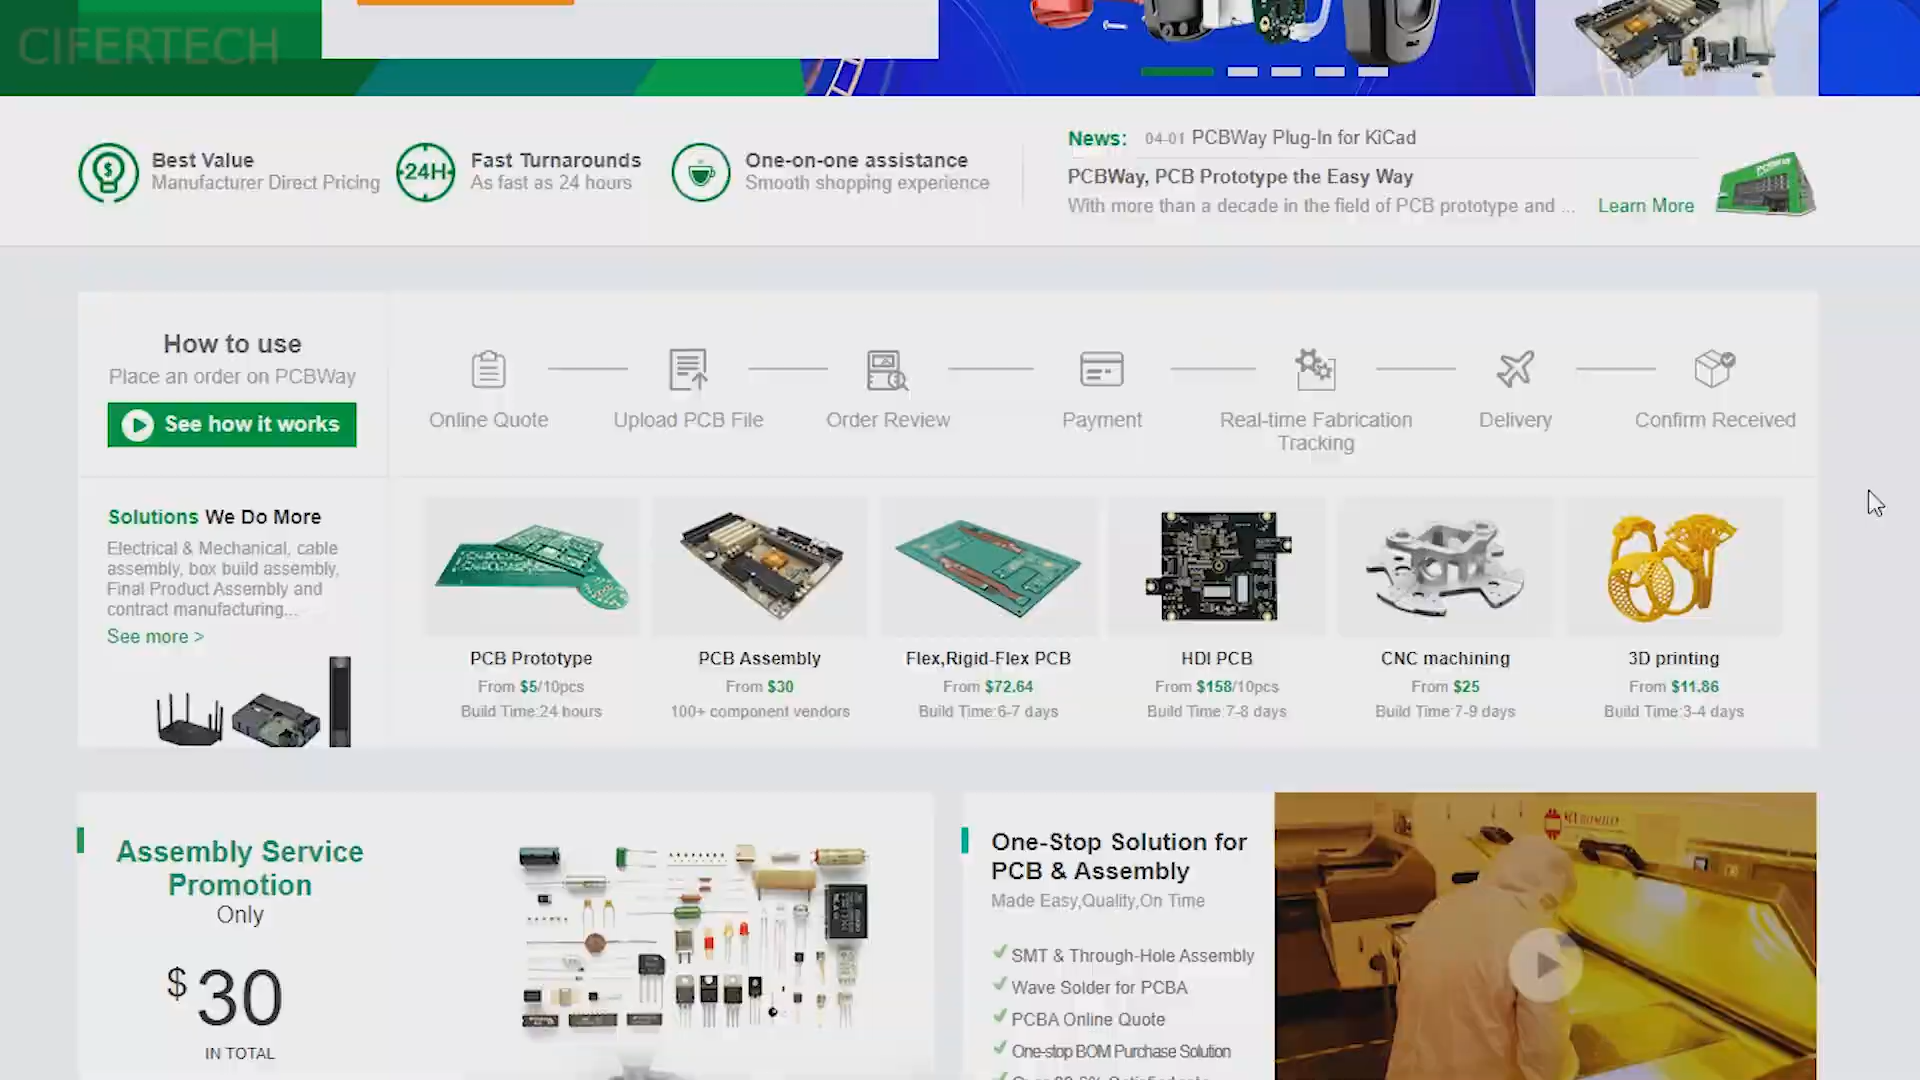 CIFERTECH
Best Value
Manufacturer Direct Pricing
24H
Fast Turnarounds
As fast as 24 hours
One-on-one assistance
Smooth shopping experience
News: 04-01 PCBWay Plug-In for KiCad
PCBWay, PCB Prototype the Easy Way
With more than a decade in the field of PCB prototype and ... Learn More
How to use
Place an order on PCBWay
See how it works
Online Quote
Upload PCB File
Order Review
Payment
Real-time Fabrication
Tracking
Delivery
Confirm Received
Solutions We Do More
Electrical & Mechanical, cable
assembly, box build assembly,
Final Product Assembly and
contract manufacturing...
See more >
PCB Prototype
From $5/10pcs
Build Time:24 hours
PCB Assembly
From $30
100+ component vendors
Flex,Rigid-Flex PCB
From $72.64
Build Time:6-7 days
HDI PCB
From $158/10pcs
Build Time:7-8 days
CNC machining
From $25
Build Time:7-9 days
3D printing
From $11.86
Build Time:3-4 days
Assembly Service
Promotion
Only
$30
IN TOTAL
One-Stop Solution for
PCB & Assembly
Made Easy,Quality,On Time
SMT & Through-Hole Assembly
Wave Solder for PCBA
PCBA Online Quote
One-stop BOM Purchase Solution